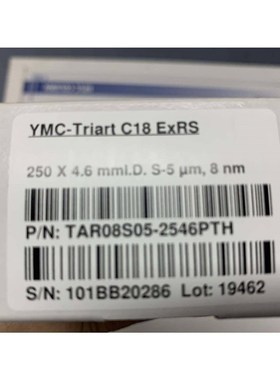 YMC-Triart C18 ExRS
250 X 4.6 mmI.D. S-5 µm, 8 nm
P/N: TAR08S05-2546PTH
S/N: 101BB20286 Lot: 19462